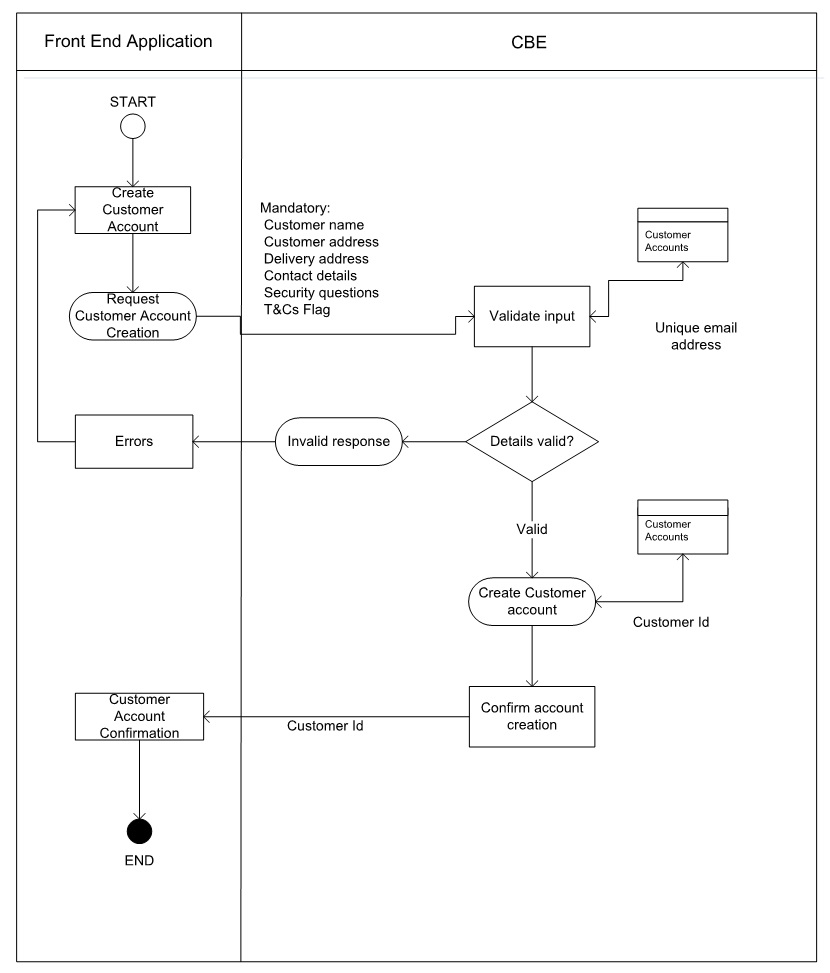 Front End Application
CBE
START
Create
Customer
Account
Request
Customer Account
Creation
Mandatory:
Customer name
Customer address
Delivery address
Contact details
Security questions
T&Cs Flag
Validate input
Customer
Accounts
Unique email
address
Errors
Invalid response
Details valid?
Valid
Customer
Accounts
Create Customer
account
Customer Id
Customer
Account
Confirmation
Customer Id
Confirm account
creation
END